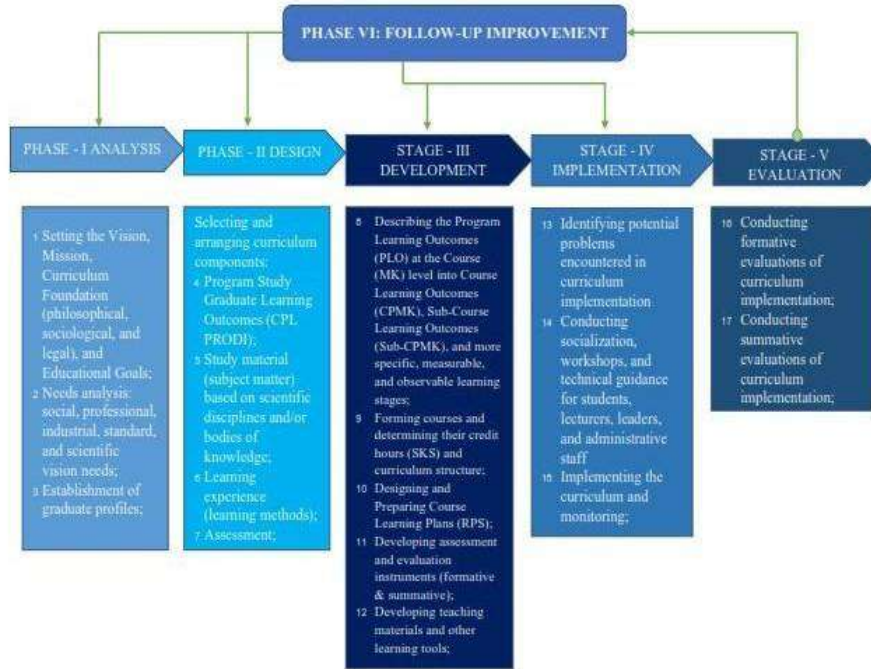 PHASE VI: FOLLOW-UP IMPROVEMENT
PHASE - I ANALYSIS
PHASE - II DESIGN
STAGE - III
DEVELOPMENT
STAGE - IV
IMPLEMENTATION
STAGE - V
EVALUATION
1 Setting the Vision,
Mission,
Curriculum
Foundation
(philosophical,
sociological, and
legal), and
Educational Goals;
2 Needs analysis:
social, professional,
industrial, standard,
and scientific
vision needs;
3 Establishment of
graduate profiles;
Selecting and
arranging curriculum
components:
4 Program Study
Graduate Learning
Outcomes (CPL
PRODI);
5 Study material
(subject matter)
based on scientific
disciplines and/or
bodies of
knowledge;
6 Learning
experience
(learning methods);
7 Assessment;
8 Describing the Program
Learning Outcomes
(PLO) at the Course
(MK) level into Course
Learning Outcomes
(CPMK), Sub-Course
Learning Outcomes
(Sub-CPMK), and more
specific, measurable,
and observable learning
stages;
9 Forming courses and
determining their credit
hours (SKS) and
curriculum structure;
10 Designing and
Preparing Course
Learning Plans (RPS);
11 Developing assessment
and evaluation
instruments (formative
& summative);
12 Developing teaching
materials and other
learning tools;
13 Identifying potential
problems
encountered in
curriculum
implementation
14 Conducting
socialization,
workshops, and
technical guidance
for students,
lecturers, leaders,
and administrative
staff
15 Implementing the
curriculum and
monitoring;
16 Conducting
formative
evaluations of
curriculum
implementation;
17 Conducting
summative
evaluations of
curriculum
implementation;